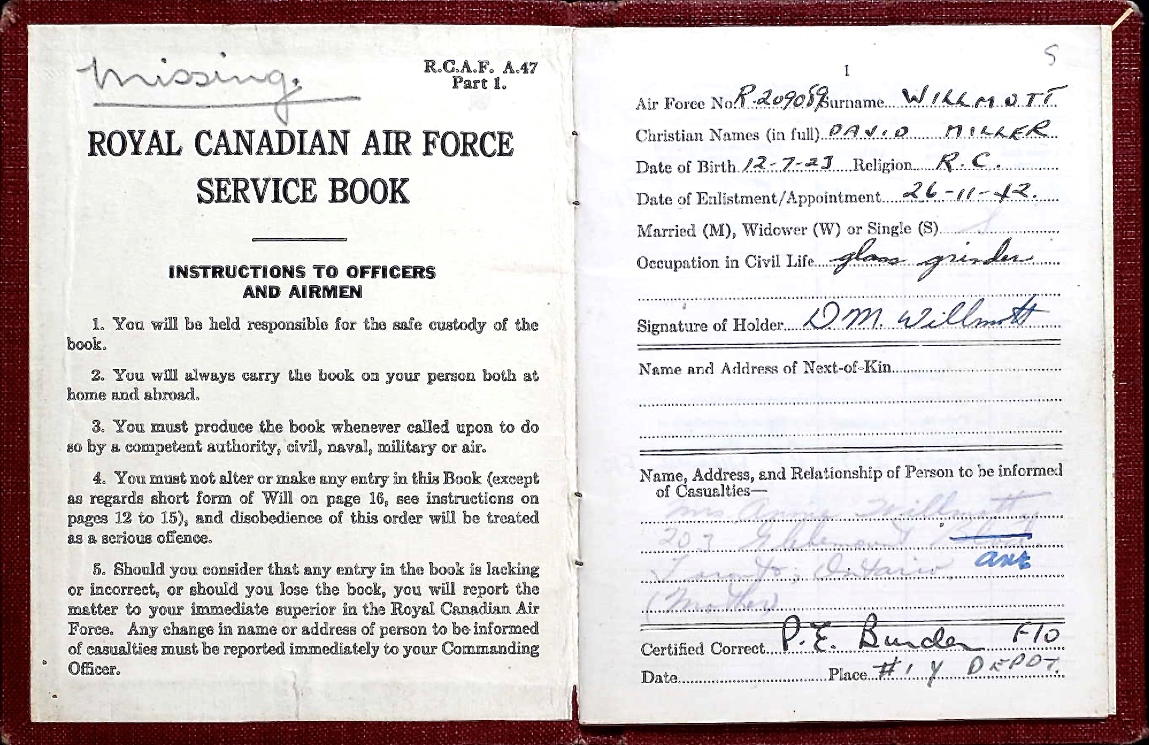 Missing.
R.C.A.F. A.47
Part 1.
ROYAL CANADIAN AIR FORCE
SERVICE BOOK
INSTRUCTIONS TO OFFICERS
AND AIRMEN
1. You will be held responsible for the safe custody of the
book.
2. You will always carry the book on your person both at
home and abroad.
3. You must produce the book whenever called upon to do
so by a competent authority, civil, naval, military or air.
4. You must not alter or make any entry in this Book (except
as regards short form of Will on page 16, see instructions on
pages 12 to 15), and disobedience of this order will be treated
as a serious offence.
5. Should you consider that any entry in the book is lacking
or incorrect, or should you lose the book, you will report the
matter to your immediate superior in the Royal Canadian Air
Force. Any change in name or address of person to be informed
of casualties must be reported immediately to your Commanding
Officer.
S
1
Air Force No. R.209089 Surname WILLMOTT
Christian Names (in full) DAVID MILLER
Date of Birth 12-7-23 Religion R.C.
Date of Enlistment/Appointment 26-11-42.
Married (M), Widower (W) or Single (S) S
Occupation in Civil Life glass grinder
Signature of Holder D.M. Willmott
Name and Address of Next-of-Kin
Name, Address, and Relationship of Person to be informed
of Casualties—
Mrs Annie Willmott
203
Toronto, Ontario, Ave
(Mother)
Certified Correct P.E. Burden F/O
Date Place #1 Y DEPOT.